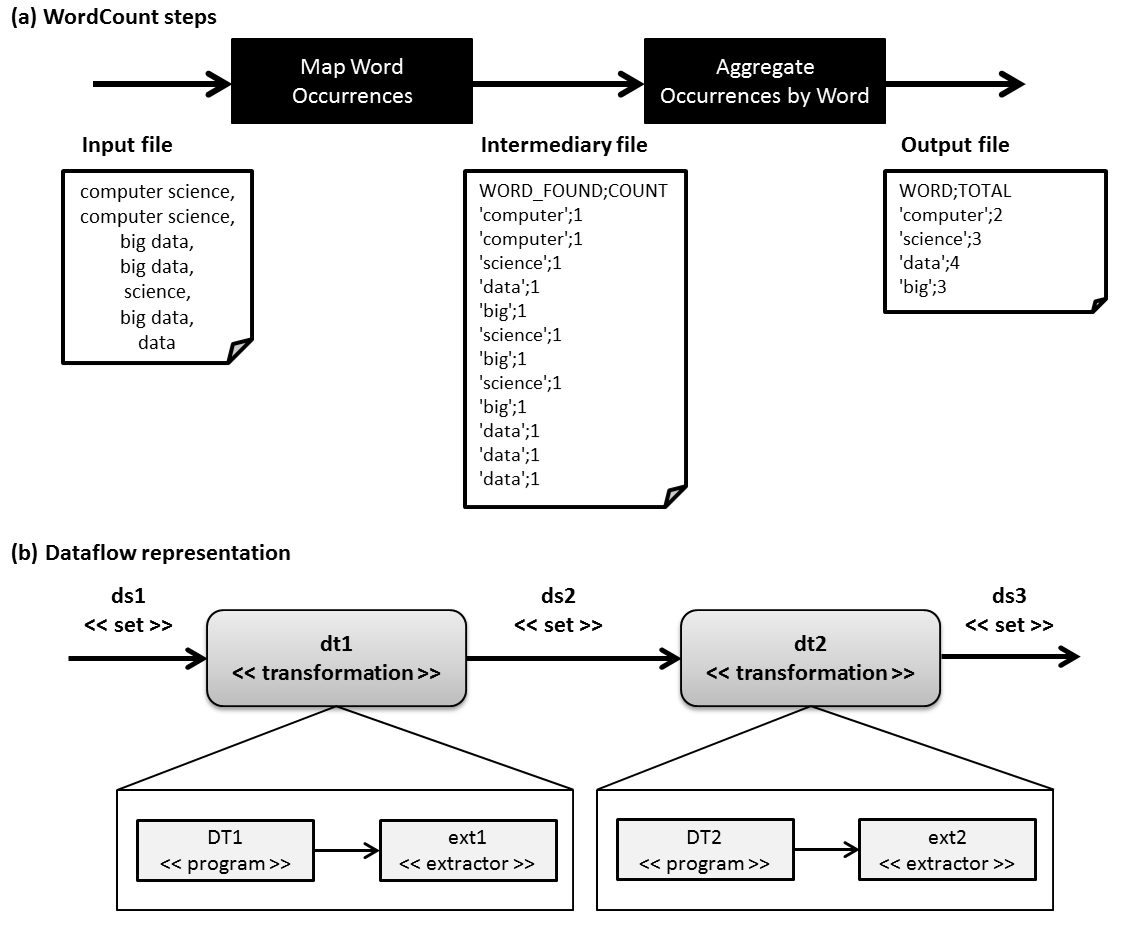 (a) WordCount steps
Map Word
Occurrences
Aggregate
Occurrences by Word
Input file
computer science,
computer science,
big data,
big data,
science,
big data,
data
Intermediary file
WORD_FOUND;COUNT
'computer';1
'computer';1
'science';1
'data';1
'big';1
'science';1
'big';1
'science';1
'big';1
'data';1
'data';1
'data';1
Output file
WORD;TOTAL
'computer';2
'science';3
'data';4
'big';3
(b) Dataflow representation
ds1
<< set >>
dt1
<< transformation >>
ds2
<< set >>
dt2
<< transformation >>
ds3
<< set >>
DT1
<< program >>
ext1
<< extractor >>
DT2
<< program >>
ext2
<< extractor >>